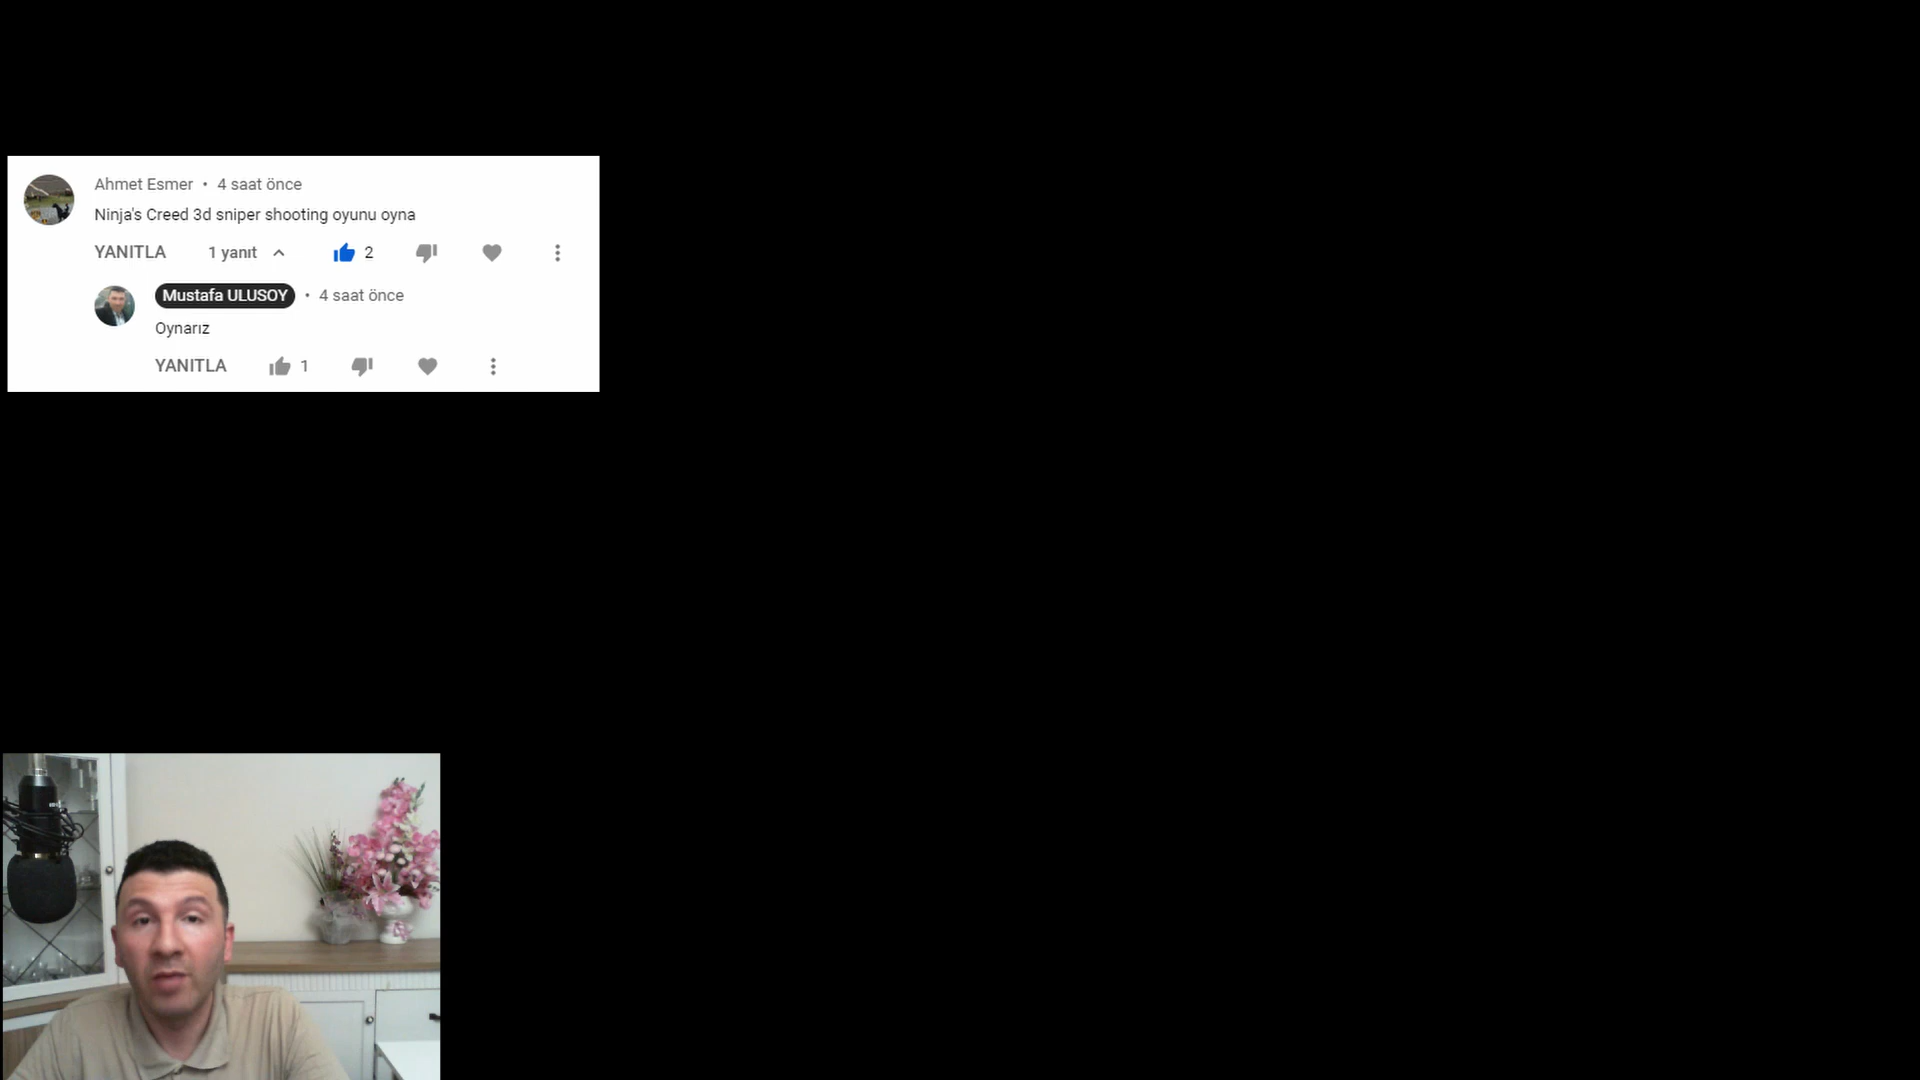 Ahmet Esmer • 4 saat önce
Ninja's Creed 3d sniper shooting oyunu oyna
YANITLA 1 yanıt 2
Mustafa ULUSOY • 4 saat önce
Oynarız
YANITLA 1